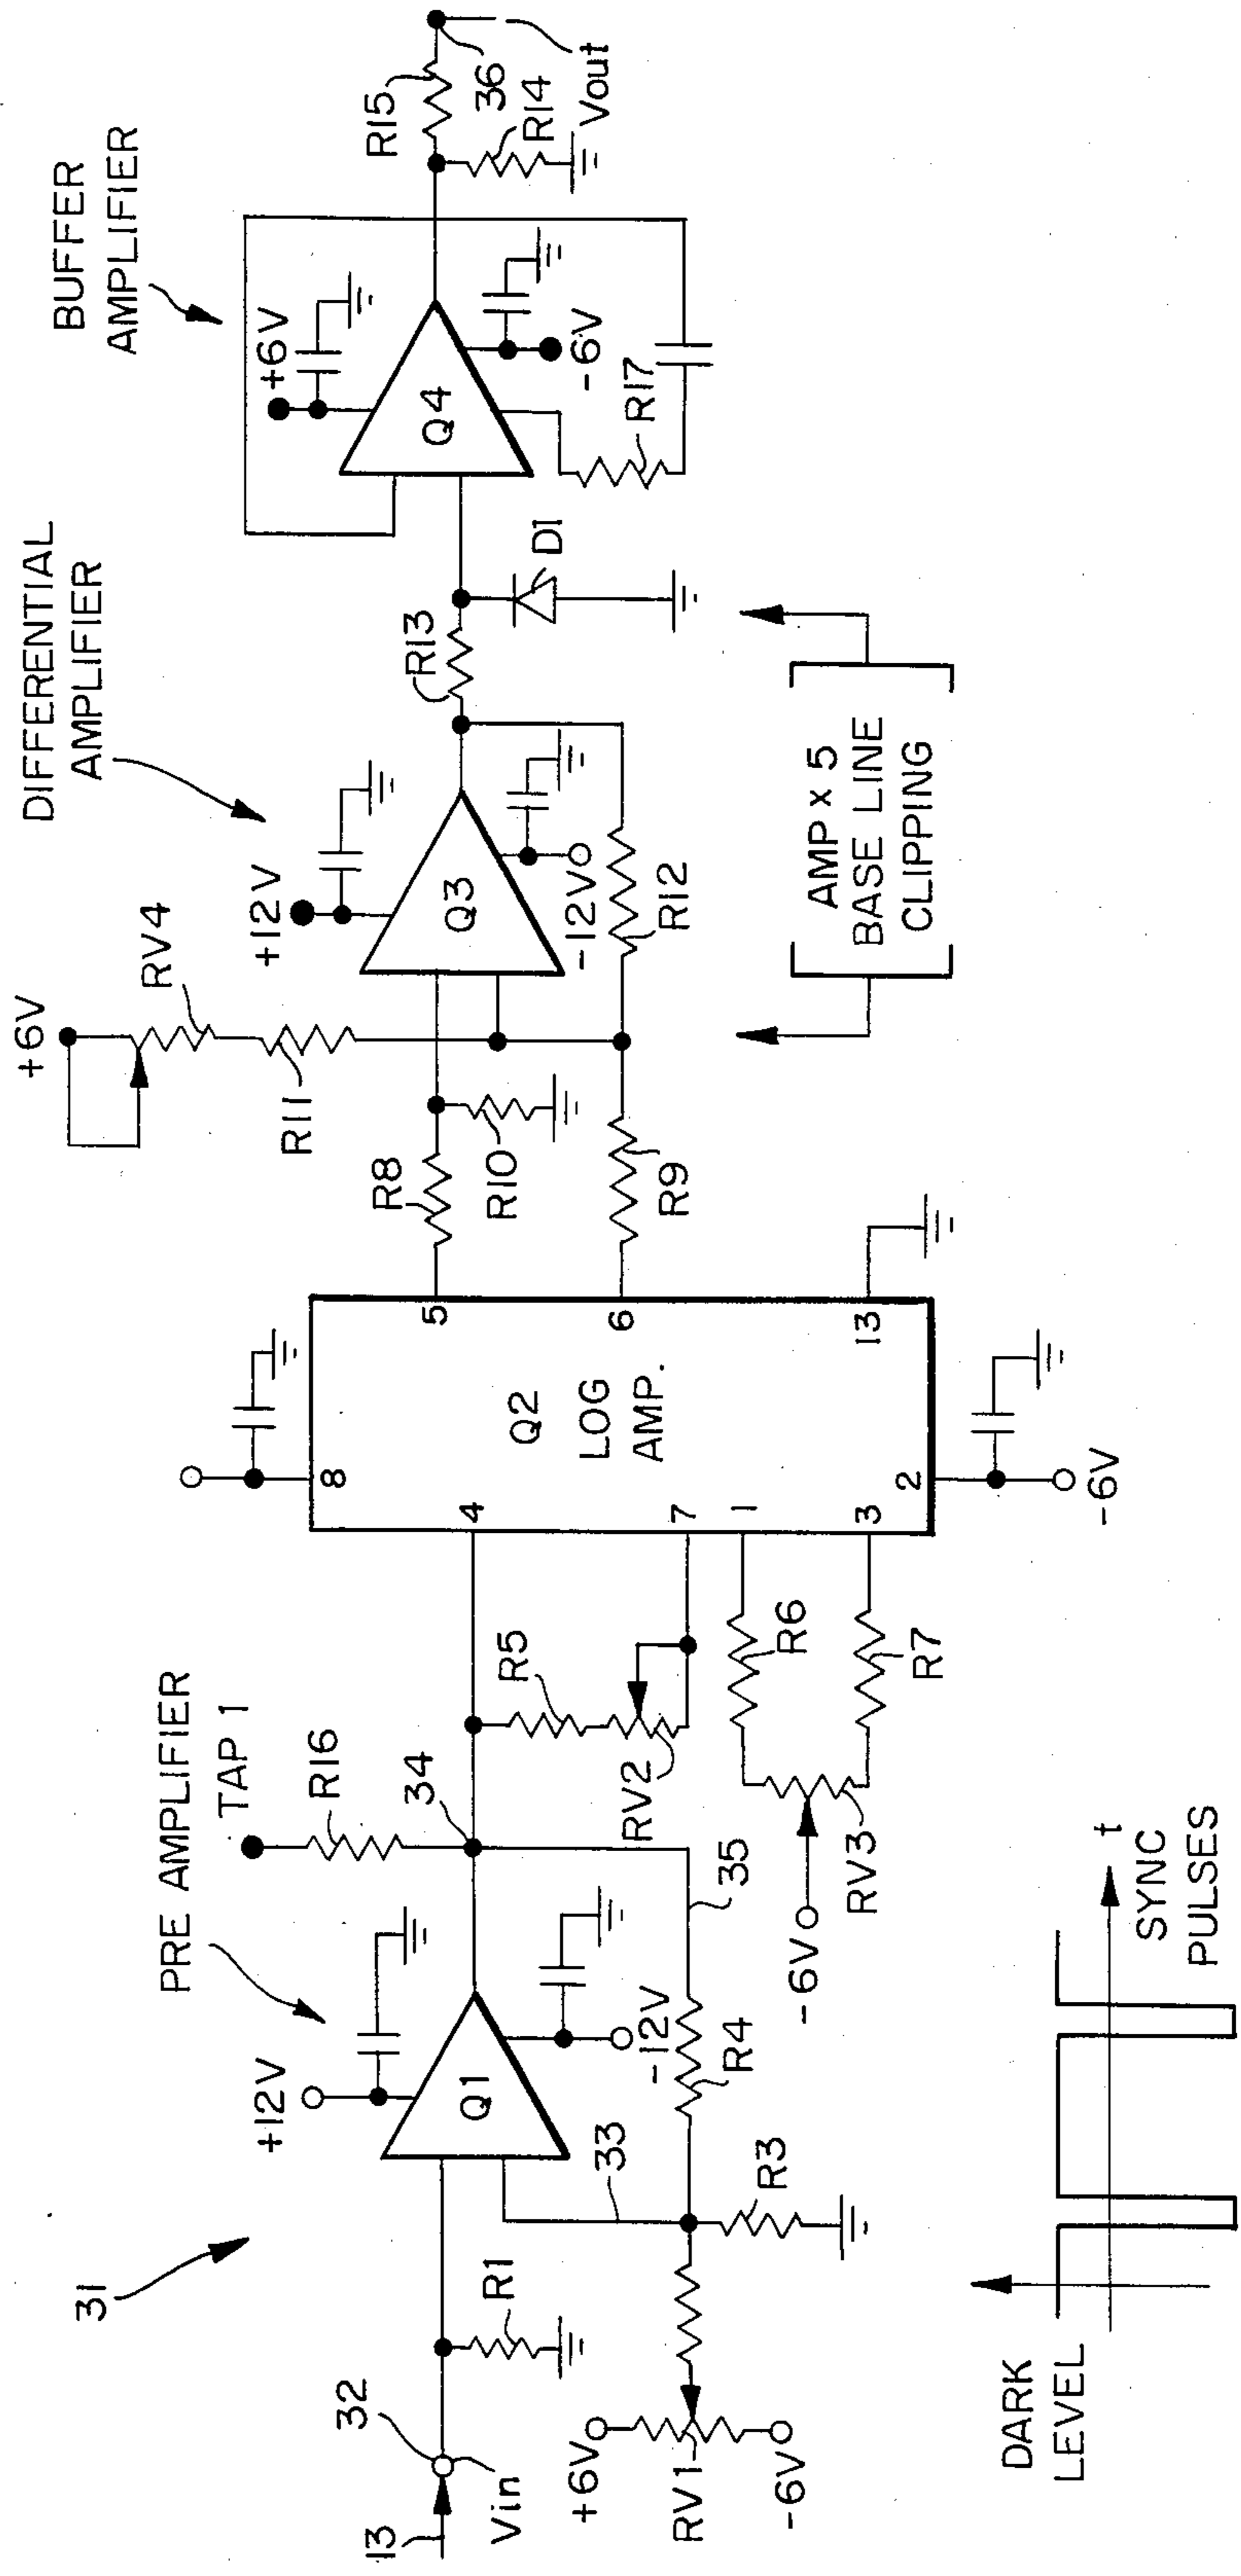 31
13
32
Vin
R1
+6V
RV1
-6V
33
R3
R4
35
+12V
Q1
-12V
PRE AMPLIFIER
TAP 1
R16
34
R5
RV2
-6V
RV3
R6
R7
4
7
1
3
8
2
-6V
Q2
LOG
AMP.
5
6
13
R8
R10
R9
+6V
RV4
R11
+12V
Q3
-12V
R12
DIFFERENTIAL
AMPLIFIER
R13
D1
AMP x 5
BASE LINE
CLIPPING
BUFFER
AMPLIFIER
+6V
Q4
-6V
R17
R15
36
R14
Vout
DARK
LEVEL
t
SYNC
PULSES